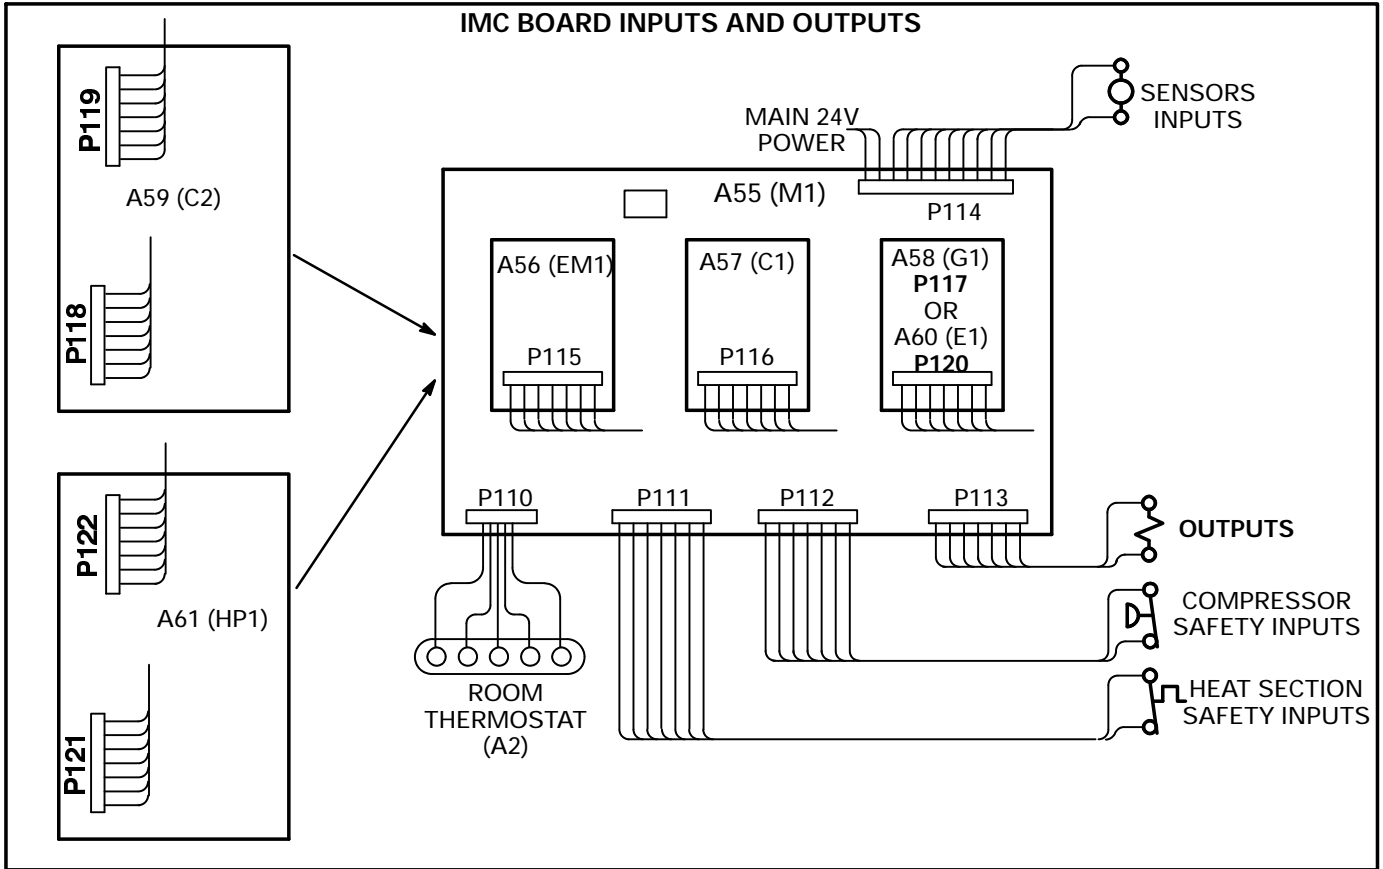 IMC BOARD INPUTS AND OUTPUTS
P119
A59 (C2)
P118
P122
A61 (HP1)
P121
MAIN 24V
POWER
SENSORS
INPUTS
A55 (M1)
P114
A56 (EM1)
P115
A57 (C1)
P116
A58 (G1)
P117
OR
A60 (E1)
P120
P110
P111
P112
P113
ROOM
THERMOSTAT
(A2)
OUTPUTS
COMPRESSOR
SAFETY INPUTS
HEAT SECTION
SAFETY INPUTS